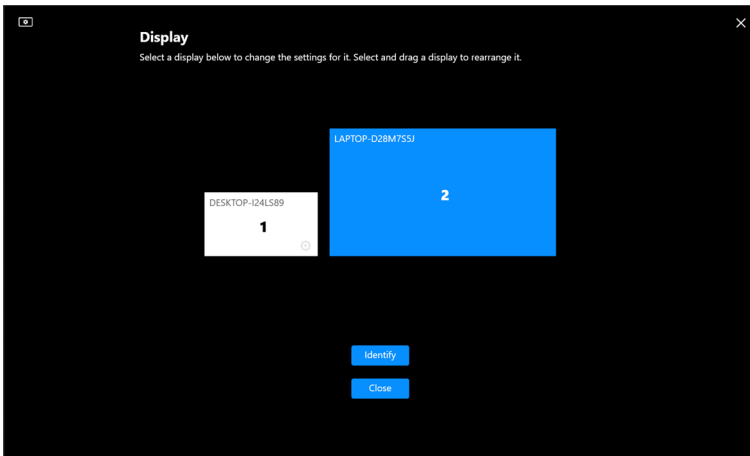 Display
Select a display below to change the settings for it. Select and drag a display to rearrange it.
LAPTOP-D28M7S5J
2
DESKTOP-I24LS89
1
Identify
Close